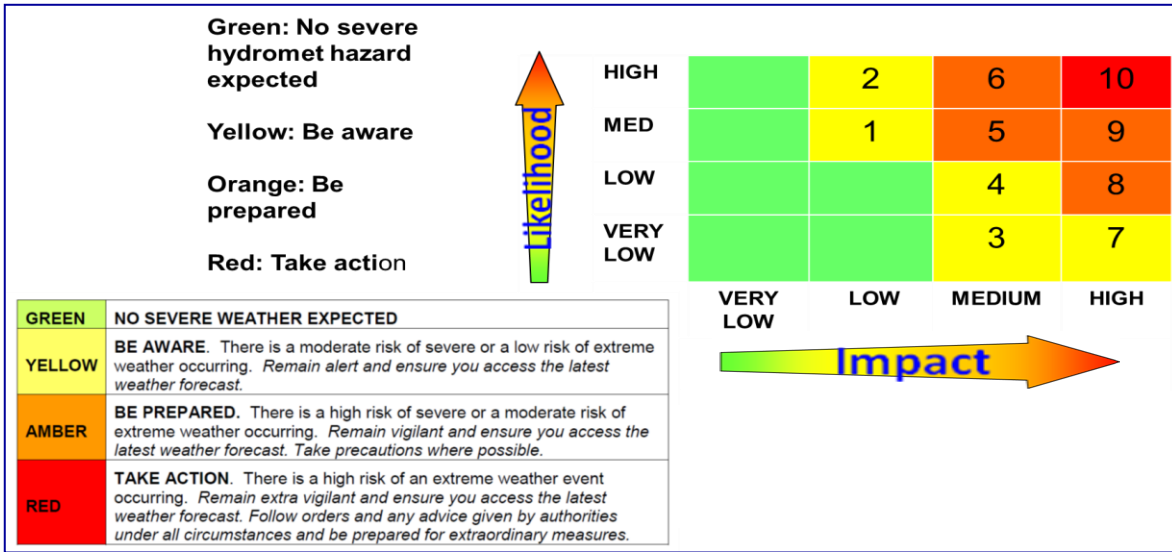 Green: No severe
hydromet hazard
expected
Yellow: Be aware
Orange: Be
prepared
Red: Take action
Likelihood
HIGH
2
6
10
MED
1
5
9
LOW
4
8
VERY
LOW
3
7
VERY
LOW
LOW
MEDIUM
HIGH
Impact
GREEN
NO SEVERE WEATHER EXPECTED
YELLOW
BE AWARE. There is a moderate risk of severe or a low risk of extreme
weather occurring. Remain alert and ensure you access the latest
weather forecast.
AMBER
BE PREPARED. There is a high risk of severe or a moderate risk of
extreme weather occurring. Remain vigilant and ensure you access the
latest weather forecast. Take precautions where possible.
RED
TAKE ACTION. There is a high risk of an extreme weather event
occurring. Remain extra vigilant and ensure you access the latest
weather forecast. Follow orders and any advice given by authorities
under all circumstances and be prepared for extraordinary measures.